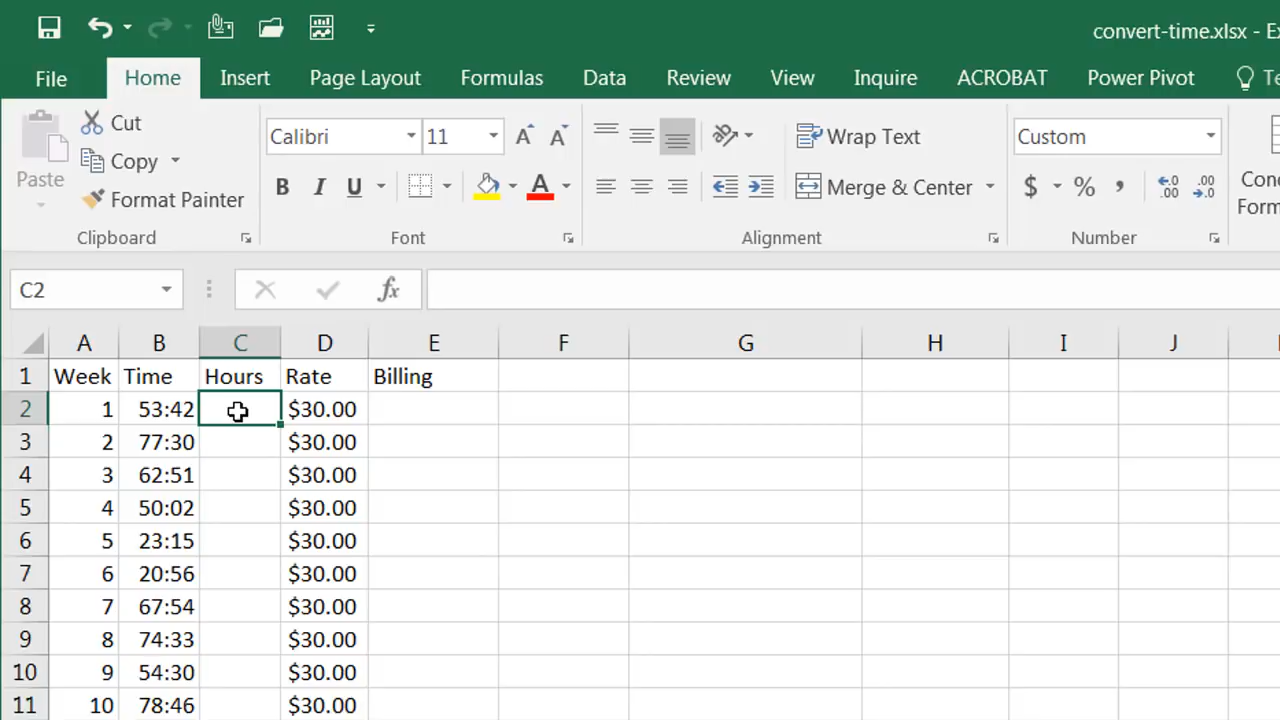 convert-time.xlsx - Ex
File Home Insert Page Layout Formulas Data Review View Inquire ACROBAT Power Pivot Te
Paste
Cut
Copy
Format Painter
Clipboard
Calibri 11
B I U A
Font
Wrap Text
Merge & Center
Alignment
Custom
$ % , .00 .0
Number
Con
Form
C2 fx
A B C D E F G H I J
1 Week Time Hours Rate Billing
2 1 53:42 $30.00
3 2 77:30 $30.00
4 3 62:51 $30.00
5 4 50:02 $30.00
6 5 23:15 $30.00
7 6 20:56 $30.00
8 7 67:54 $30.00
9 8 74:33 $30.00
10 9 54:30 $30.00
11 10 78:46 $30.00